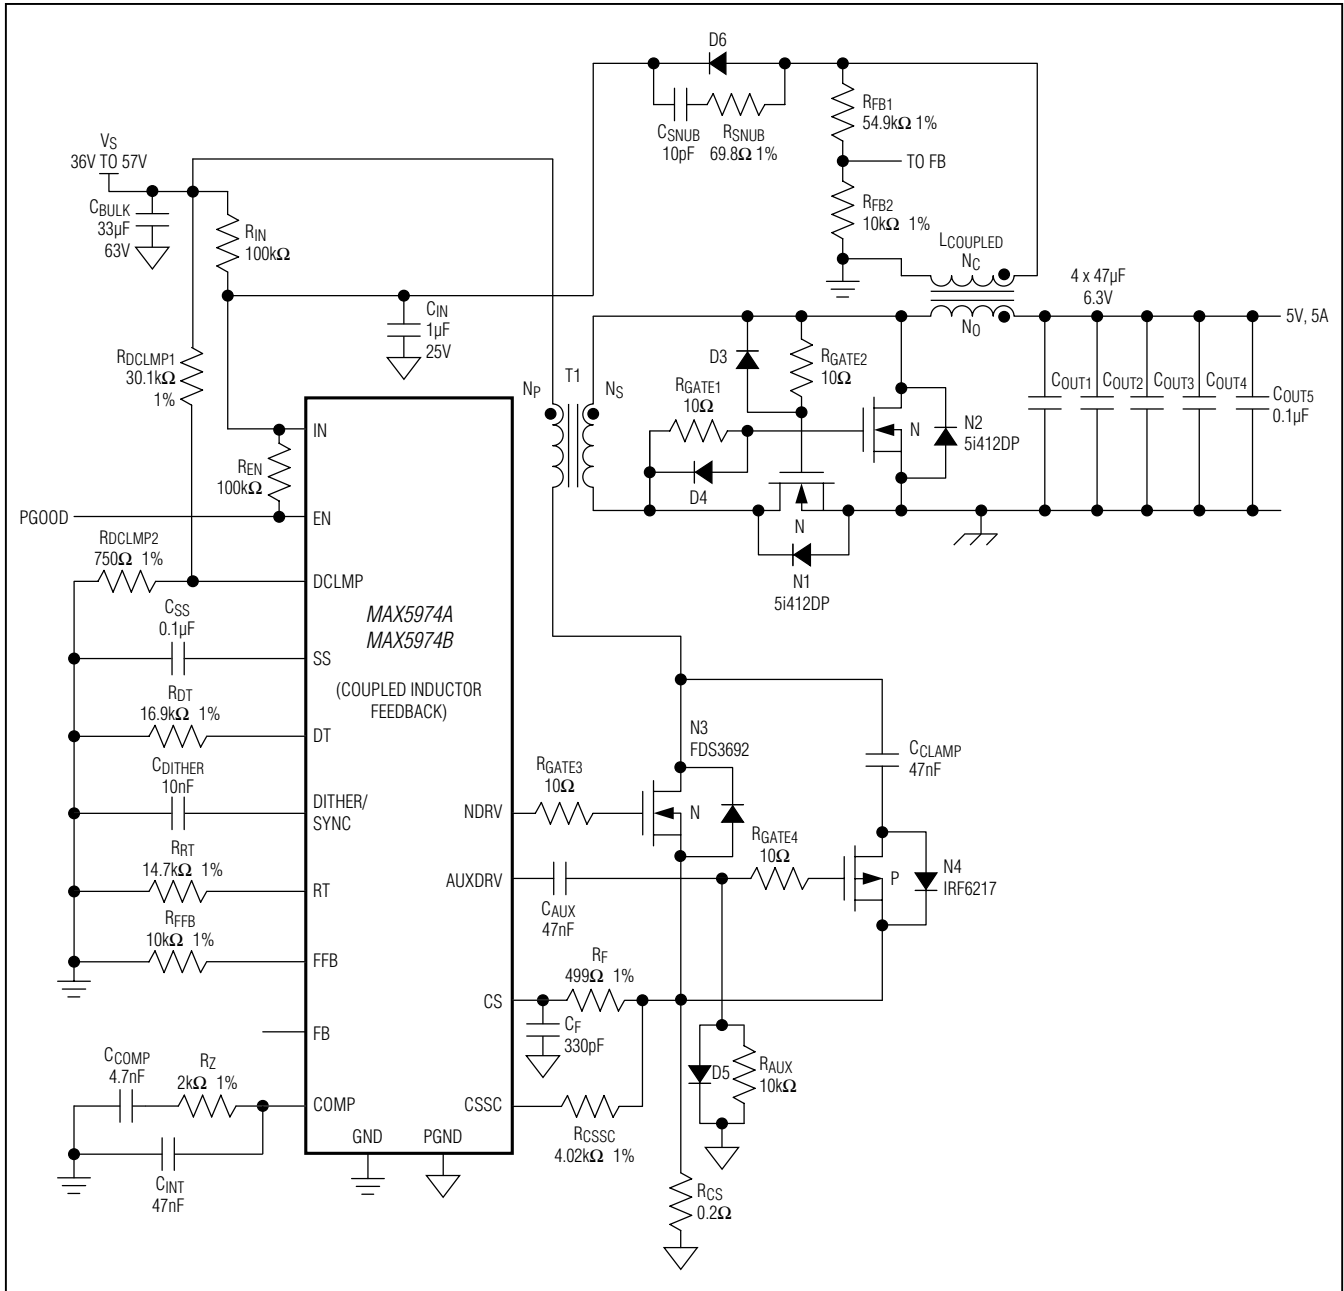 D6
CSNUB
10pF
RSNUB
69.8Ω 1%
RFB1
54.9kΩ 1%
TO FB
RFB2
10kΩ 1%
VS
36V TO 57V
CBULK
33µF
63V
RIN
100kΩ
CIN
1µF
25V
LCOUPLED
NC
NO
4 x 47µF
6.3V
5V, 5A
RDCLMP1
30.1kΩ
1%
NP
T1
NS
D3
RGATE2
10Ω
RGATE1
10Ω
D4
N
N2
5i412DP
N
N1
5i412DP
COUT1
COUT2
COUT3
COUT4
COUT5
0.1µF
IN
REN
100kΩ
PGOOD
EN
RDCLMP2
750Ω 1%
DCLMP
CSS
0.1µF
SS
RDT
16.9kΩ 1%
DT
CDITHER
10nF
DITHER/
SYNC
RRT
14.7kΩ 1%
RT
RFFB
10kΩ 1%
FFB
FB
CCOMP
4.7nF
RZ
2kΩ 1%
COMP
CINT
47nF
MAX5974A
MAX5974B
(COUPLED INDUCTOR
FEEDBACK)
GND
PGND
NDRV
RGATE3
10Ω
N3
FDS3692
N
CCLAMP
47nF
AUXDRV
CAUX
47nF
RGATE4
10Ω
P
N4
IRF6217
CS
RF
499Ω 1%
CF
330pF
CSSC
RCSSC
4.02kΩ 1%
D5
RAUX
10kΩ
RCS
0.2Ω